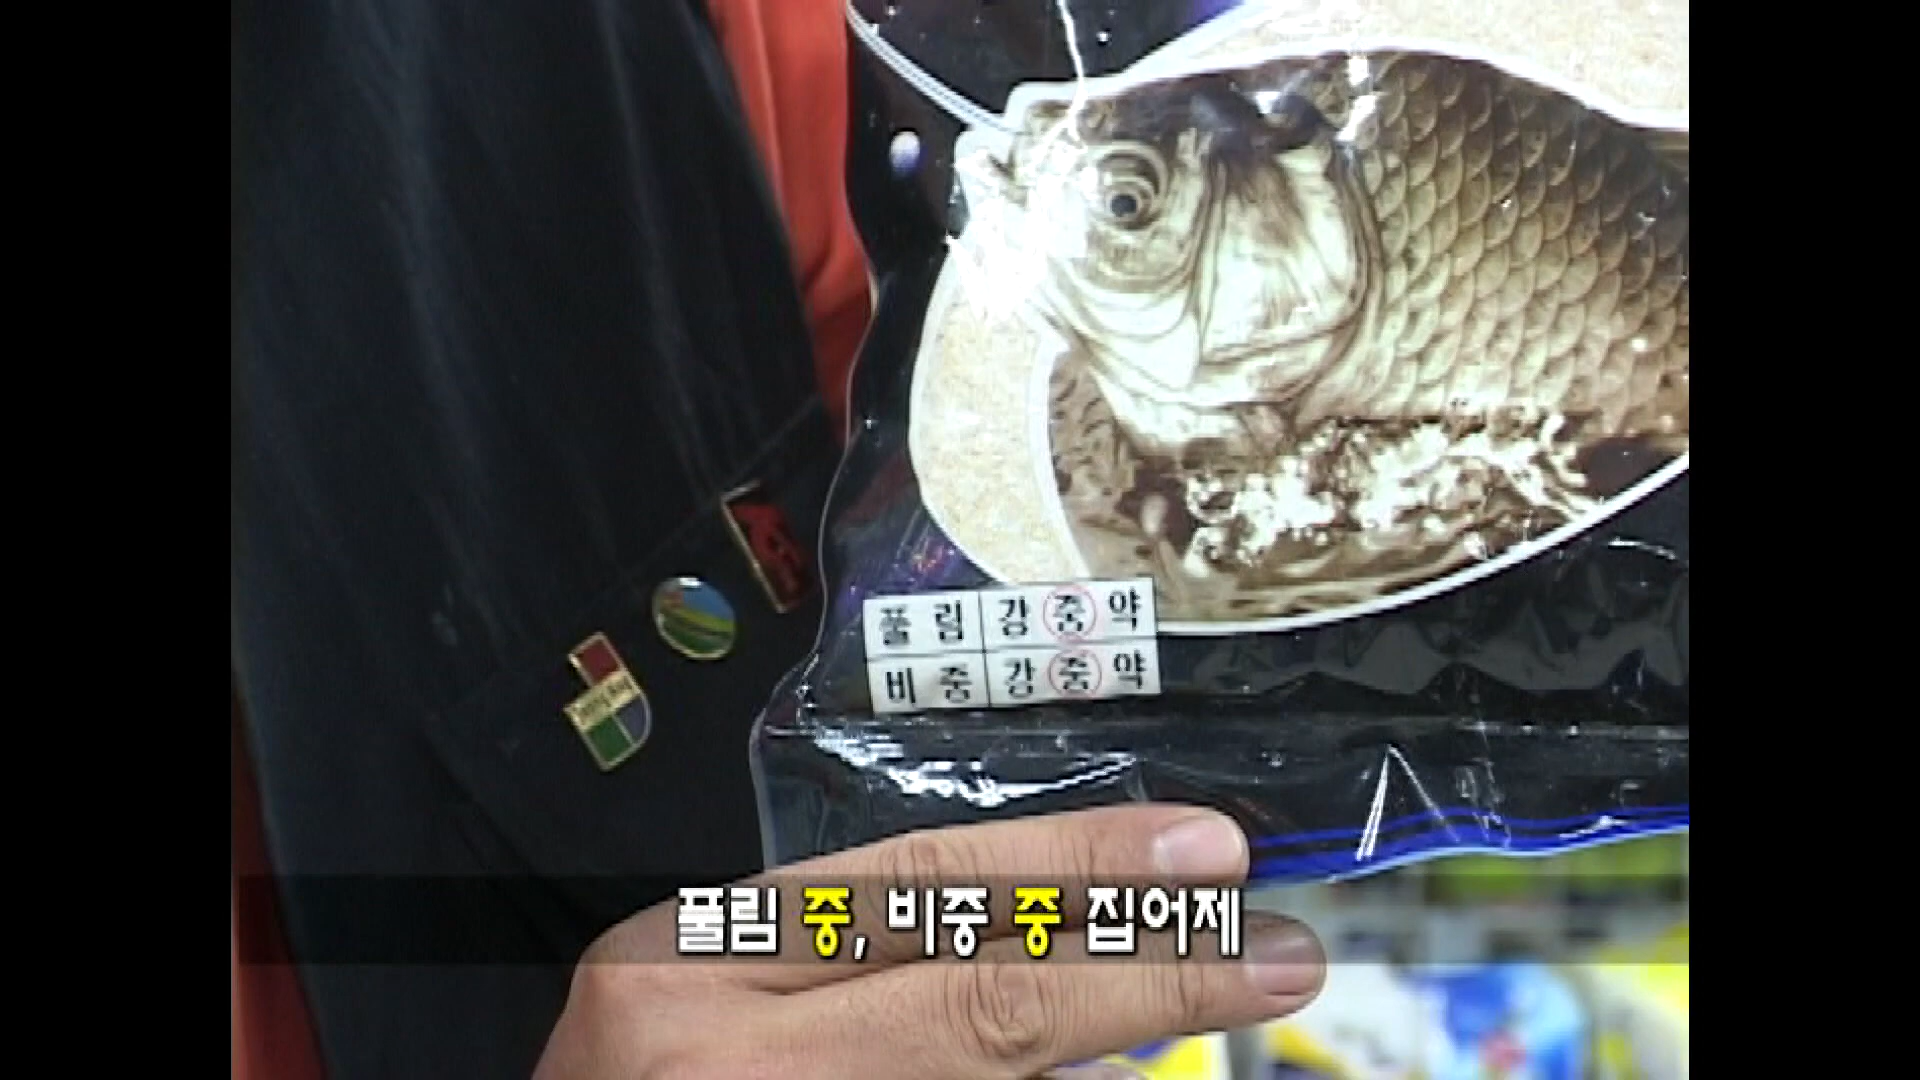 풀림 강 중 약
비중 강 중 약
풀림 중, 비중 중 집어제